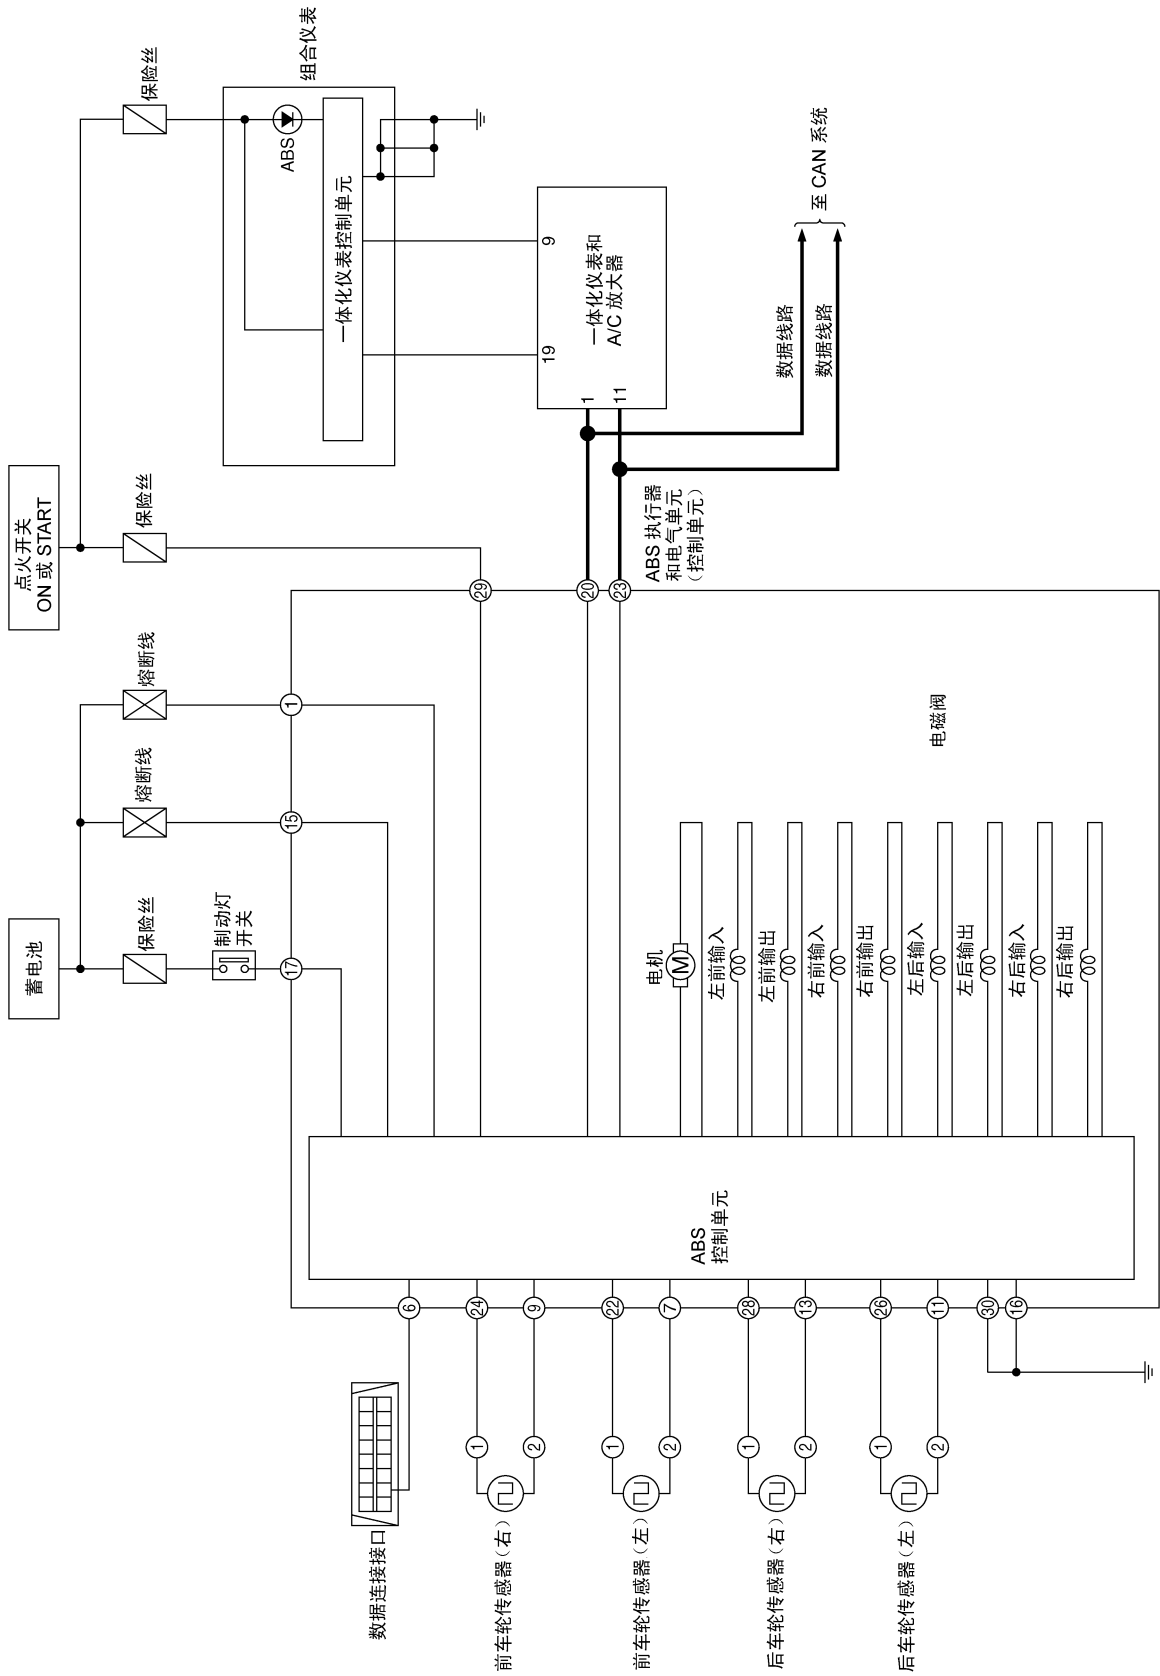 蓄电池
点火开关
ON 或 START
保险丝
熔断线
熔断线
保险丝
保险丝
制动灯
开关
组合仪表
ABS
一体化仪表控制单元
17
15
1
29
19
9
一体化仪表和
A/C 放大器
1
11
20
23
ABS 执行器
和电气单元
（控制单元）
数据线路
数据线路
至 CAN 系统
电机
M
左前输入
左前输出
右前输入
右前输出
左后输入
左后输出
右后输入
右后输出
电磁阀
ABS
控制单元
6
24
9
22
7
28
13
26
11
30
16
1
2
1
2
1
2
1
2
数据连接接口
前车轮传感器（右）
前车轮传感器（左）
后车轮传感器（右）
后车轮传感器（左）